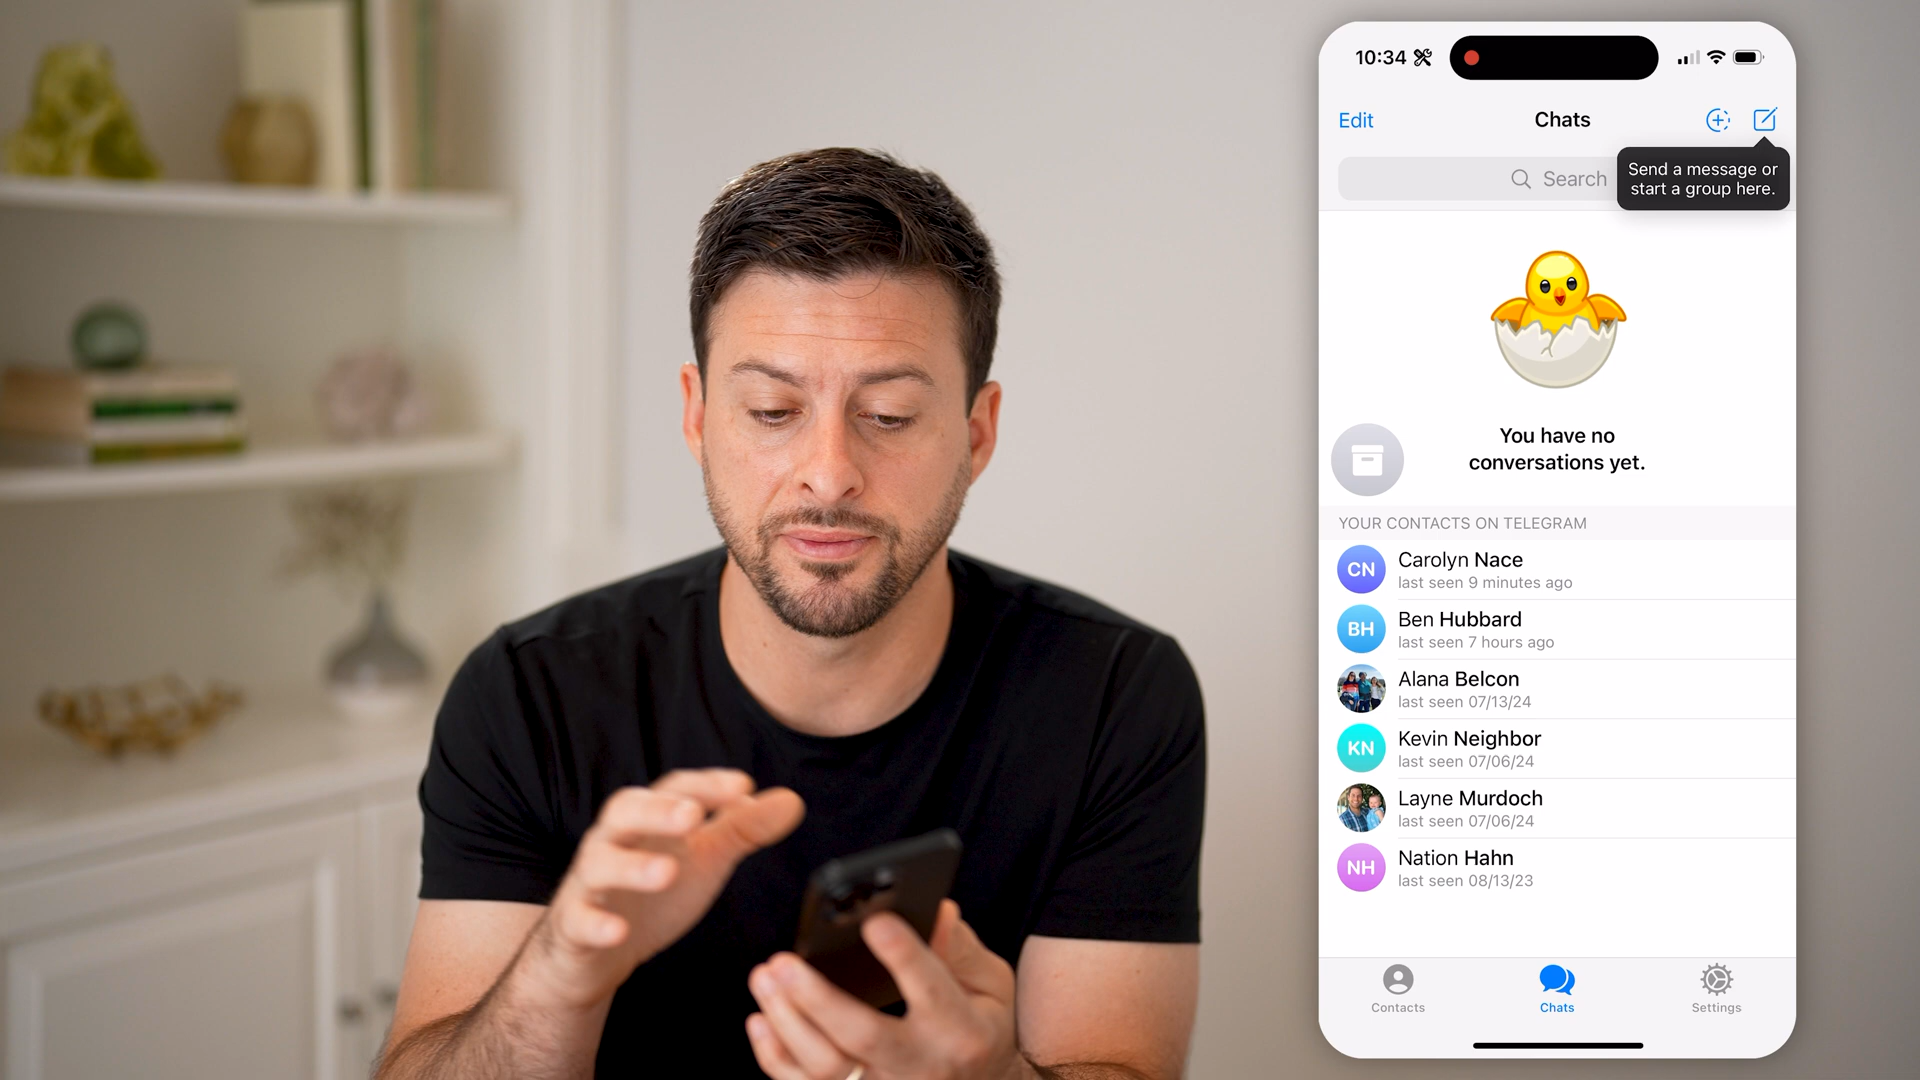 10:34
Edit
Chats
Search
Send a message or
start a group here.
You have no
conversations yet.
YOUR CONTACTS ON TELEGRAM
CN
Carolyn Nace
last seen 9 minutes ago
BH
Ben Hubbard
last seen 7 hours ago
Alana Belcon
last seen 07/13/24
KN
Kevin Neighbor
last seen 07/06/24
Layne Murdoch
last seen 07/06/24
NH
Nation Hahn
last seen 08/13/23
Contacts
Chats
Settings